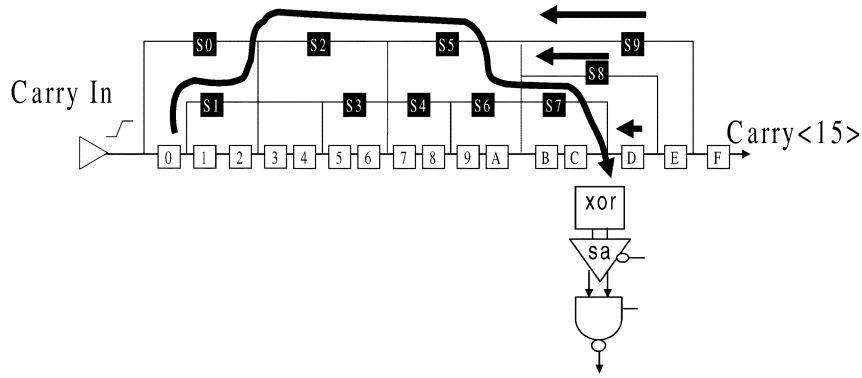 S0 S2 S5 S9
S8
Carry In
S1 S3 S4 S6 S7
Carry<15>
0 1 2 3 4 5 6 7 8 9 A B C D E F
xor
sa